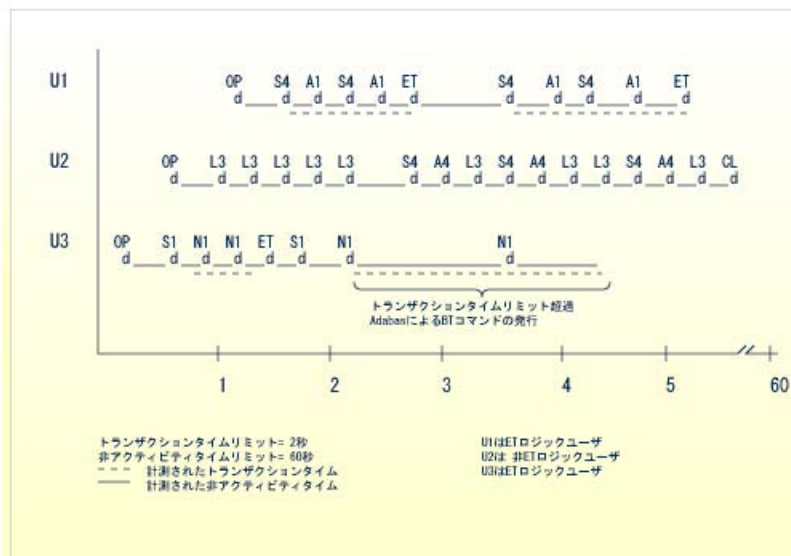 U1
OP S4 A1 S4 A1 ET S4 A1 S4 A1 ET
d d d d d d d d d d d
U2
OP L3 L3 L3 L3 L3 S4 A4 L3 S4 A4 L3 L3 S4 A4 L3 CL
d d d d d d d d d d d d d d d d d
U3
OP S1 N1 N1 ET S1 N1 N1
d d d d d d d d
トランザクションタイムリミット超過
AdabasによるBTコマンドの発行
1 2 3 4 5 60
トランザクションタイムリミット= 2秒
非アクティビティタイムリミット= 60秒
計測されたトランザクションタイム
計測された非アクティビティタイム
U1はETロジックユーザ
U2は 非ETロジックユーザ
U3はETロジックユーザ